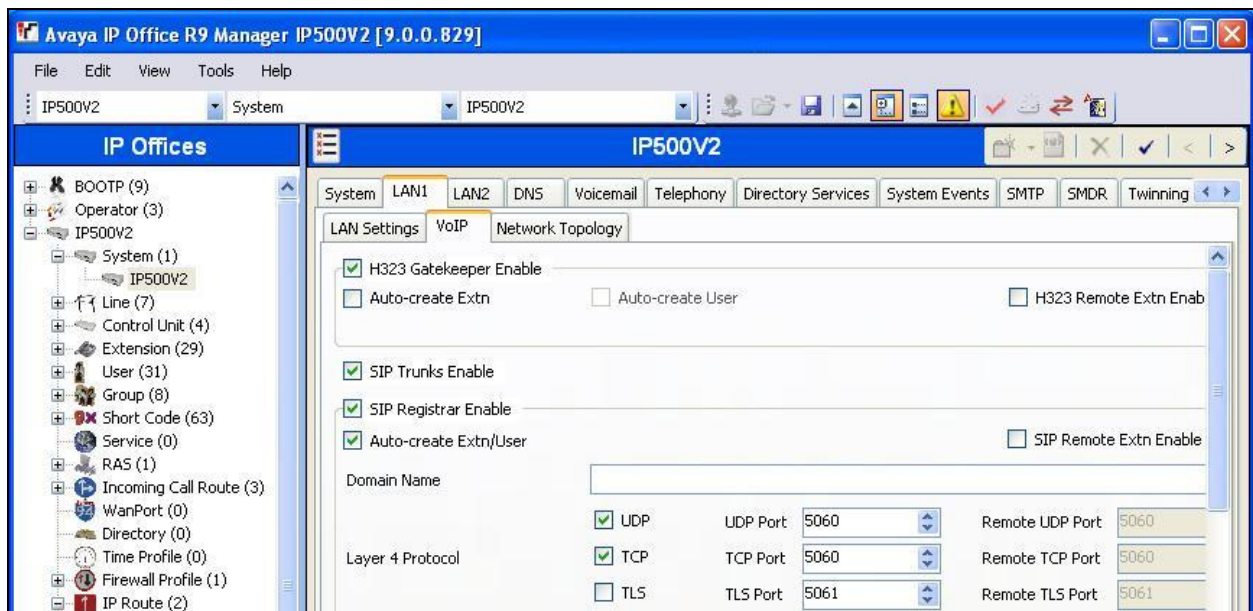 Avaya IP Office R9 Manager IP500V2 [9.0.0.829]
File Edit View Tools Help
IP500V2 System IP500V2
IP Offices
BOOTP (9)
Operator (3)
IP500V2
System (1)
IP500V2
Line (7)
Control Unit (4)
Extension (29)
User (31)
Group (8)
Short Code (63)
Service (0)
RAS (1)
Incoming Call Route (3)
WanPort (0)
Directory (0)
Time Profile (0)
Firewall Profile (1)
IP Route (2)
IP500V2
System LAN1 LAN2 DNS Voicemail Telephony Directory Services System Events SMTP SMDR Twinning
LAN Settings VoIP Network Topology
H323 Gatekeeper Enable
Auto-create Extn Auto-create User H323 Remote Extn Enab
SIP Trunks Enable
SIP Registrar Enable
Auto-create Extn/User SIP Remote Extn Enable
Domain Name
UDP UDP Port 5060 Remote UDP Port 5060
Layer 4 Protocol TCP TCP Port 5060 Remote TCP Port 5060
TLS TLS Port 5061 Remote TLS Port 5061